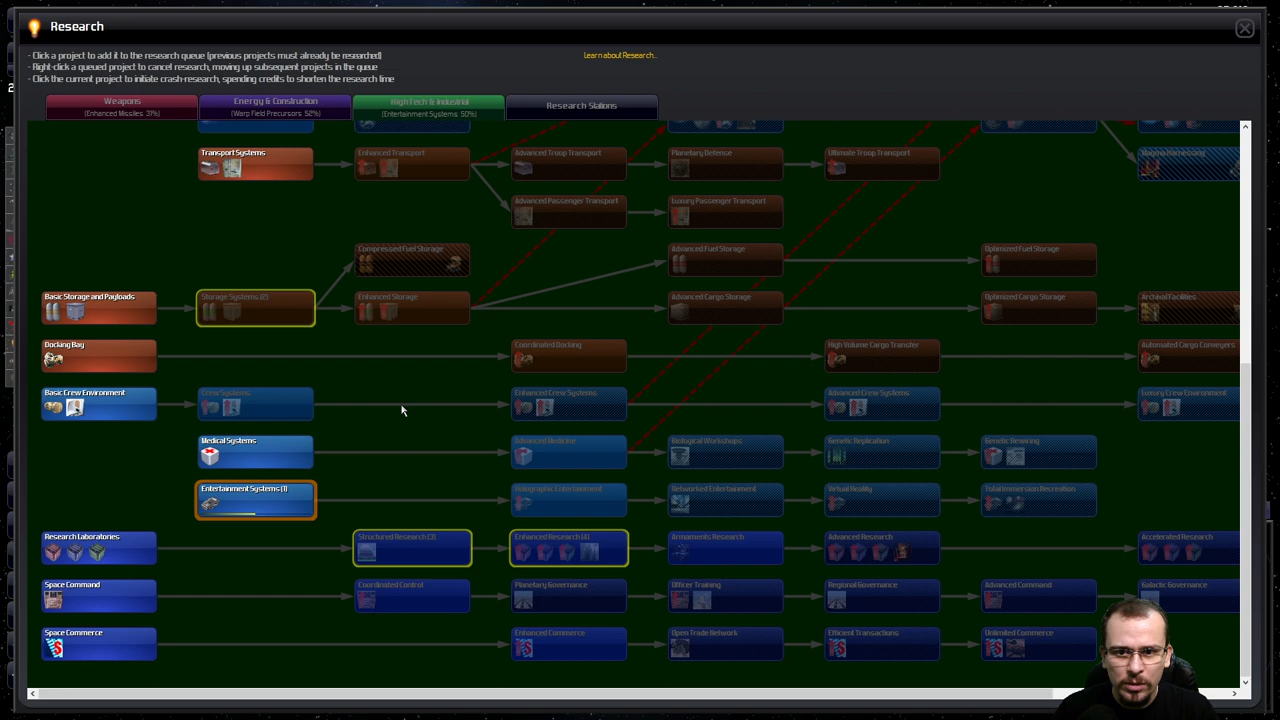 Research
- Click a project to add it to the research queue (previous projects must already be researched)
- Right-click a queued project to cancel research, moving up subsequent projects in the queue
- Click the current project to initiate crash-research, spending credits to shorten the research time
Learn about Research...
Weapons
(Enhanced Missiles 31%)
Energy & Construction
(Warp Field Precursors 52%)
HighTech & Industrial
(Entertainment Systems 50%)
Research Stations
Transport Systems
Enhanced Transport
Advanced Troop Transport
Planetary Defense
Ultimate Troop Transport
Magma Harnessing
Advanced Passenger Transport
Luxury Passenger Transport
Compressed Fuel Storage
Advanced Fuel Storage
Optimized Fuel Storage
Basic Storage and Payloads
Storage Systems (2)
Enhanced Storage
Advanced Cargo Storage
Optimized Cargo Storage
Archival Facilities
Docking Bay
Coordinated Docking
High Volume Cargo Transfer
Automated Cargo Conveyers
Basic Crew Environment
Crew Systems
Enhanced Crew Systems
Advanced Crew Systems
Luxury Crew Environment
Medical Systems
Advanced Medicine
Biological Workshops
Genetic Replication
Genetic Rewiring
Entertainment Systems (1)
Holographic Entertainment
Networked Entertainment
Virtual Reality
Total Immersion Recreation
Research Laboratories
Structured Research (3)
Enhanced Research (4)
Armaments Research
Advanced Research
Accelerated Research
Space Command
Coordinated Control
Planetary Governance
Officer Training
Regional Governance
Advanced Command
Galactic Governance
Space Commerce
Enhanced Commerce
Open Trade Network
Efficient Transactions
Unlimited Commerce